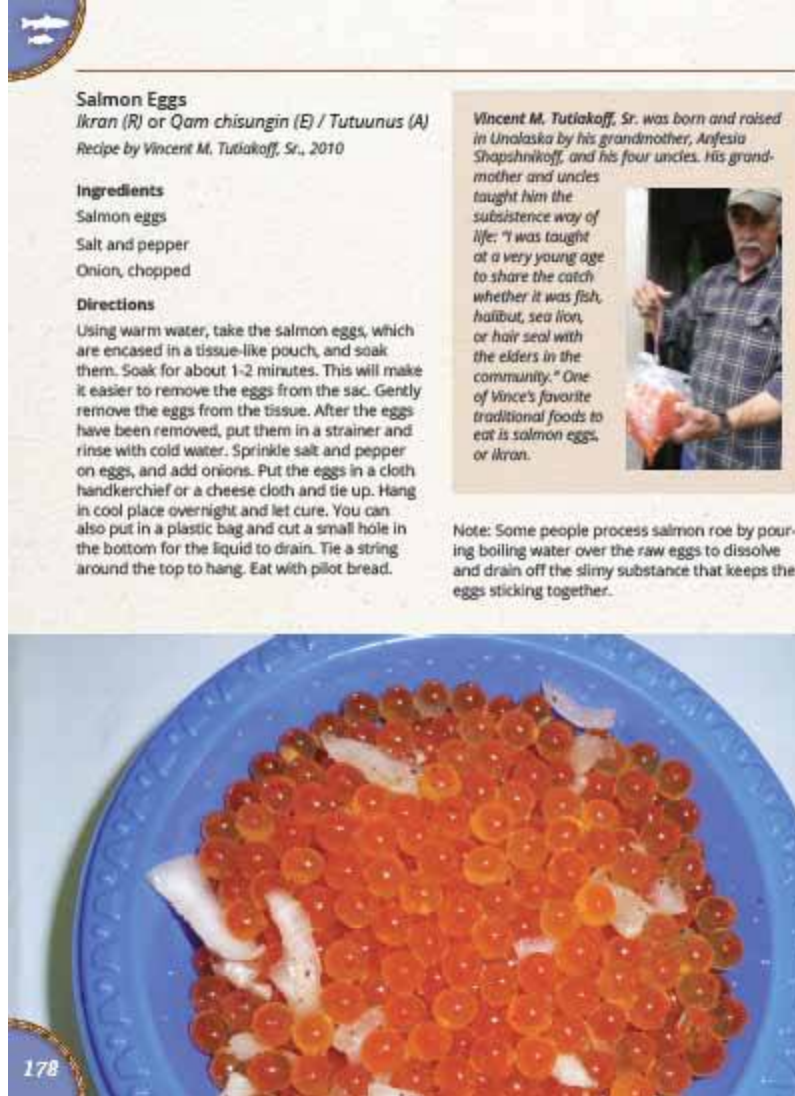 Salmon Eggs
Ikran (R) or Qam chisungin (E) / Tutuunus (A)
Recipe by Vincent M. Tutiakoff, Sr., 2010
Ingredients
Salmon eggs
Salt and pepper
Onion, chopped
Directions
Using warm water, take the salmon eggs, which
are encased in a tissue-like pouch, and soak
them. Soak for about 1-2 minutes. This will make
it easier to remove the eggs from the sac. Gently
remove the eggs from the tissue. After the eggs
have been removed, put them in a strainer and
rinse with cold water. Sprinkle salt and pepper
on eggs, and add onions. Put the eggs in a cloth
handkerchief or a cheese cloth and tie up. Hang
in cool place overnight and let cure. You can
also put in a plastic bag and cut a small hole in
the bottom for the liquid to drain. Tie a string
around the top to hang. Eat with pilot bread.
Vincent M. Tutiakoff, Sr. was born and raised
in Unalaska by his grandmother, Anfesia
Shapshnikoff, and his four uncles. His grand-
mother and uncles
taught him the
subsistence way of
life: "I was taught
at a very young age
to share the catch
whether it was fish,
halibut, sea lion,
or hair seal with
the elders in the
community." One
of Vince's favorite
traditional foods to
eat is salmon eggs,
or ikran.
Note: Some people process salmon roe by pour-
ing boiling water over the raw eggs to dissolve
and drain off the slimy substance that keeps the
eggs sticking together.
178